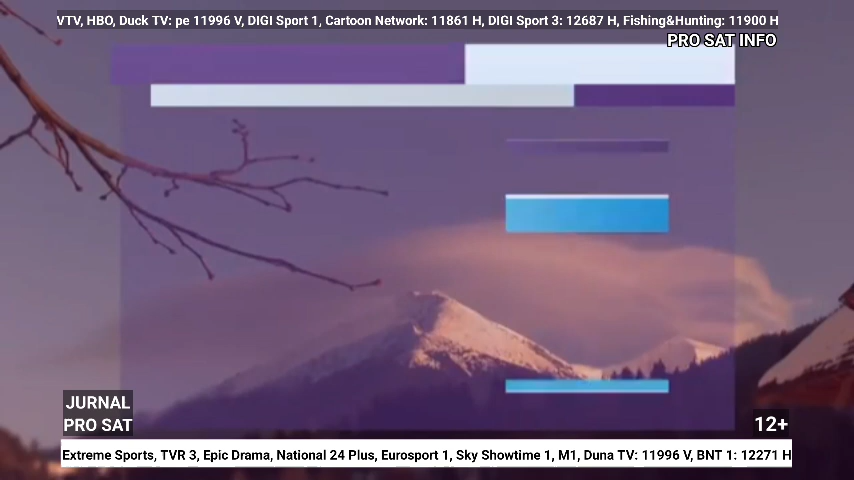 VTV, HBO, Duck TV: pe 11996 V, DIGI Sport 1, Cartoon Network: 11861 H, DIGI Sport 3: 12687 H, Fishing&Hunting: 11900 H
PRO SAT INFO
JURNAL
PRO SAT
12+
Extreme Sports, TVR 3, Epic Drama, National 24 Plus, Eurosport 1, Sky Showtime 1, M1, Duna TV: 11996 V, BNT 1: 12271 H